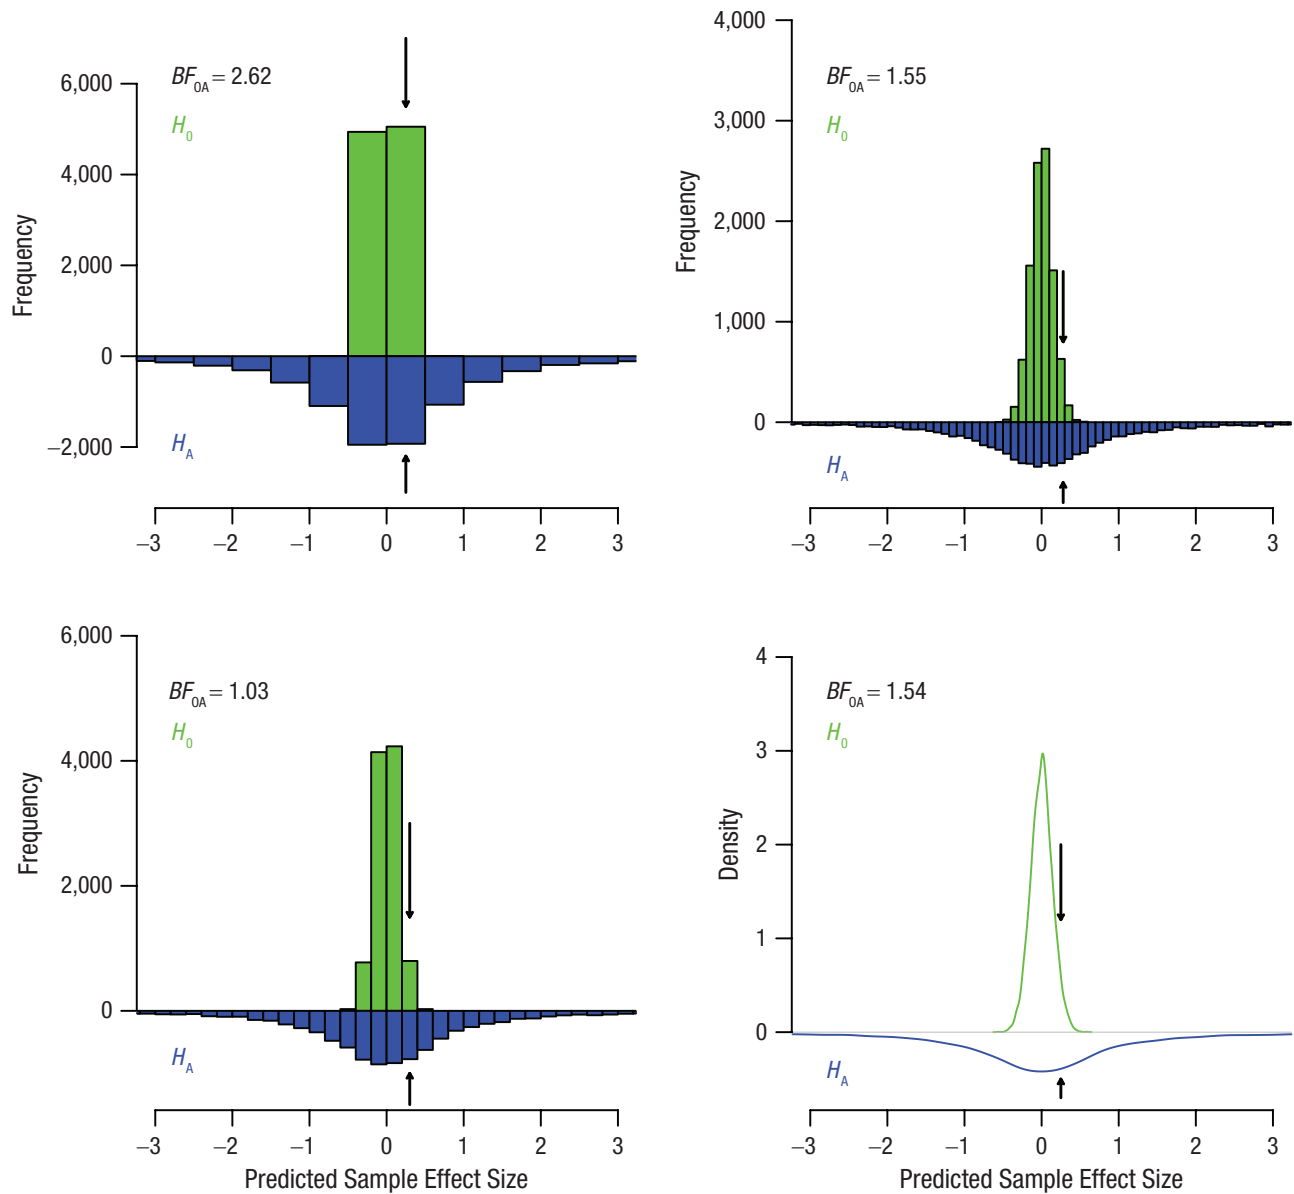 BF0A = 2.62
H0
6,000
4,000
2,000
0
−2,000
Frequency
HA
−3 −2 −1 0 1 2 3
BF0A = 1.55
H0
4,000
3,000
2,000
1,000
0
Frequency
HA
−3 −2 −1 0 1 2 3
BF0A = 1.03
H0
6,000
4,000
2,000
0
Frequency
HA
−3 −2 −1 0 1 2 3
Predicted Sample Effect Size
BF0A = 1.54
H0
4
3
2
1
0
Density
HA
−3 −2 −1 0 1 2 3
Predicted Sample Effect Size